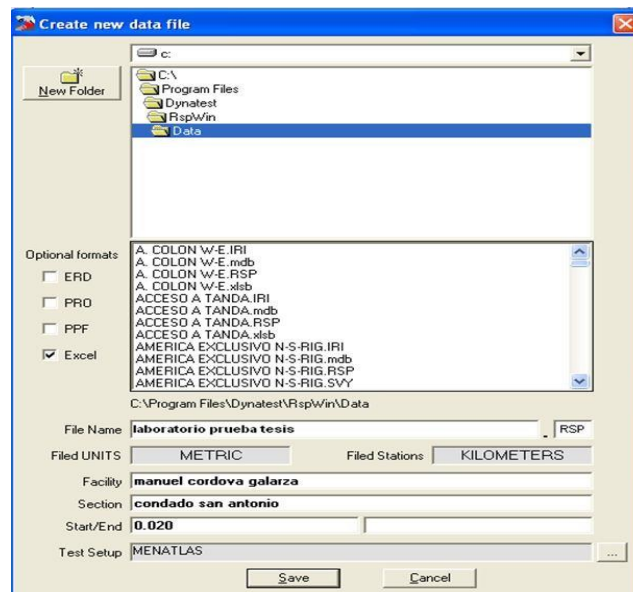 Create new data file
c:
New Folder
C:\
Program Files
Dynatest
RspWin
Data
Optional formats
ERD
PRO
PPF
Excel
A. COLON W-E.IRI
A. COLON W-E.mdb
A. COLON W-E.RSP
A. COLON W-E.xlsb
ACCESO A TANDA.IRI
ACCESO A TANDA.mdb
ACCESO A TANDA.RSP
ACCESO A TANDA.xlsb
AMERICA EXCLUSIVO N-S-RIG.IRI
AMERICA EXCLUSIVO N-S-RIG.mdb
AMERICA EXCLUSIVO N-S-RIG.RSP
AMERICA EXCLUSIVO N-S-RIG.SVY
C:\Program Files\Dynatest\RspWin\Data
File Name laboratorio prueba tesis . RSP
Filed UNITS METRIC Filed Stations KILOMETERS
Facility manuel cordova galarza
Section condado san antonio
Start/End 0.020
Test Setup MENATLAS ...
Save Cancel